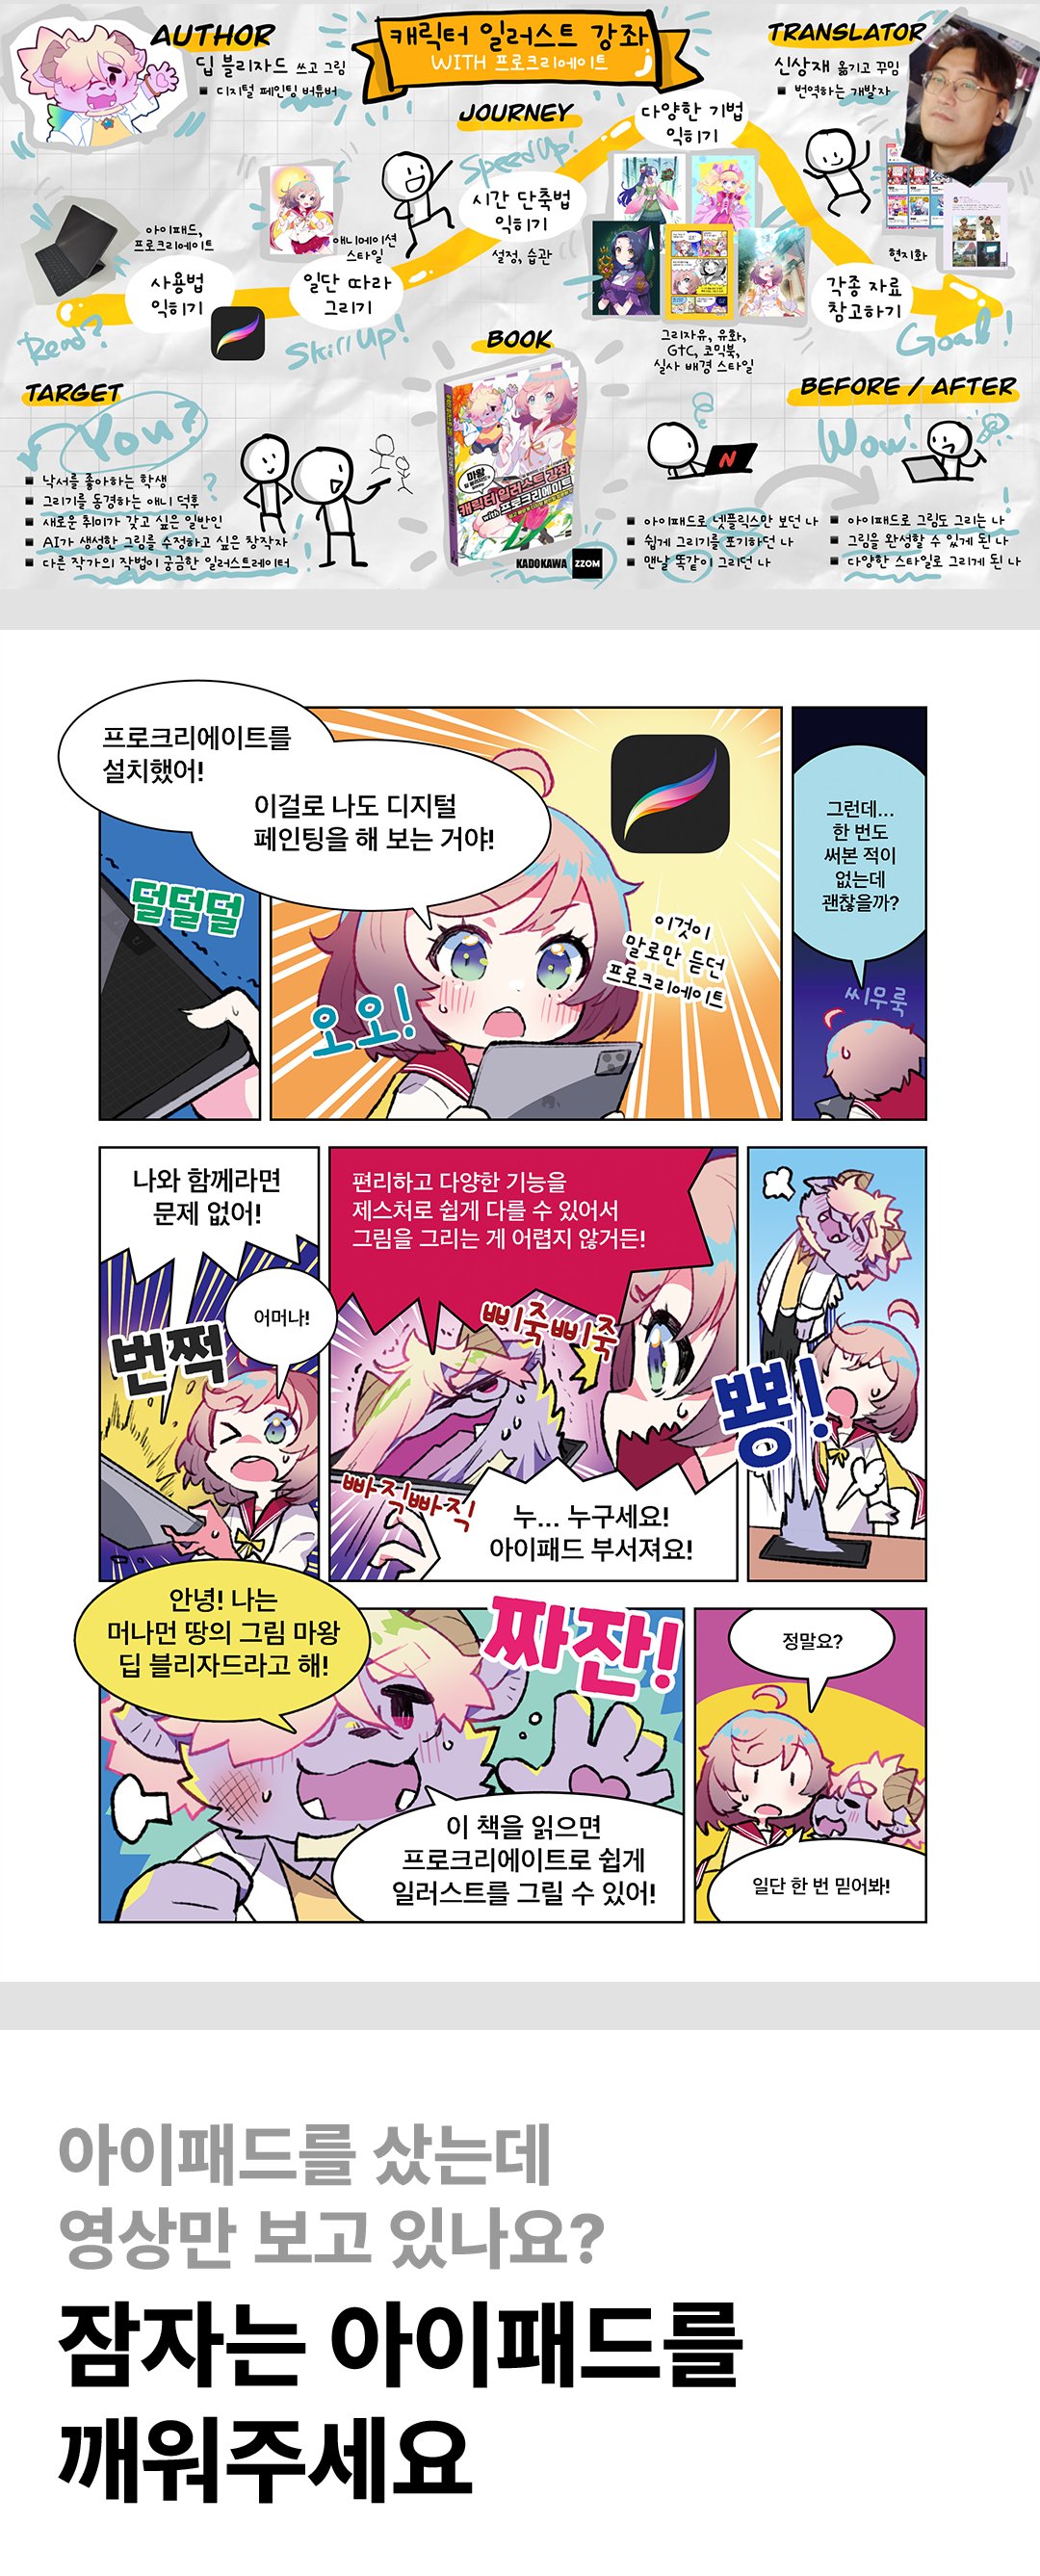 AUTHOR
딥 블리자드 쓰고 그림
■ 디지털 페인팅 버튜버
캐릭터 일러스트 강좌
WITH 프로크리에이트
TRANSLATOR
신상재 옮기고 꾸밈
■ 번역하는 개발자
JOURNEY
아이패드,
프로크리에이트
사용법
익히기
Read?
애니메이션
스타일
일단 따라
그리기
Skill Up!
Speed Up!
시간 단축법
익히기
설정, 습관
다양한 기법
익히기
그리자유, 유화,
GTC, 코믹북,
실사 배경 스타일
현지화
각종 자료
참고하기
Goal!
TARGET
You?
■ 낙서를 좋아하는 학생
■ 그리기를 동경하는 애니 덕후
■ 새로운 취미가 갖고 싶은 일반인
■ AI가 생성한 그림을 수정하고 싶은 창작자
■ 다른 작가의 작법이 궁금한 일러스트레이터
BOOK
마왕
캐릭터 일러스트 강좌
with 프로크리에이트
KADOKAWA
ZZOM
BEFORE / AFTER
N
Wow!
■ 아이패드로 넷플릭스만 보던 나
■ 쉽게 그리기를 포기하던 나
■ 맨날 똑같이 그리던 나
■ 아이패드로 그림도 그리는 나
■ 그림을 완성할 수 있게 된 나
■ 다양한 스타일로 그리게 된 나
프로크리에이트를
설치했어!
이걸로 나도 디지털
페인팅을 해 보는 거야!
덜덜덜
오오!
이것이
말로만 듣던
프로크리에이트
그런데...
한 번도
써본 적이
없는데
괜찮을까?
씨무룩
나와 함께라면
문제 없어!
어머나!
번쩍
편리하고 다양한 기능을
제스처로 쉽게 다를 수 있어서
그림을 그리는 게 어렵지 않거든!
삐죽삐죽
빠직빠직
누... 누구세요!
아이패드 부서져요!
뿅!
안녕! 나는
머나먼 땅의 그림 마왕
딥 블리자드라고 해!
짜잔!
이 책을 읽으면
프로크리에이트로 쉽게
일러스트를 그릴 수 있어!
정말요?
일단 한 번 믿어봐!
아이패드를 샀는데
영상만 보고 있나요?
잠자는 아이패드를
깨워주세요